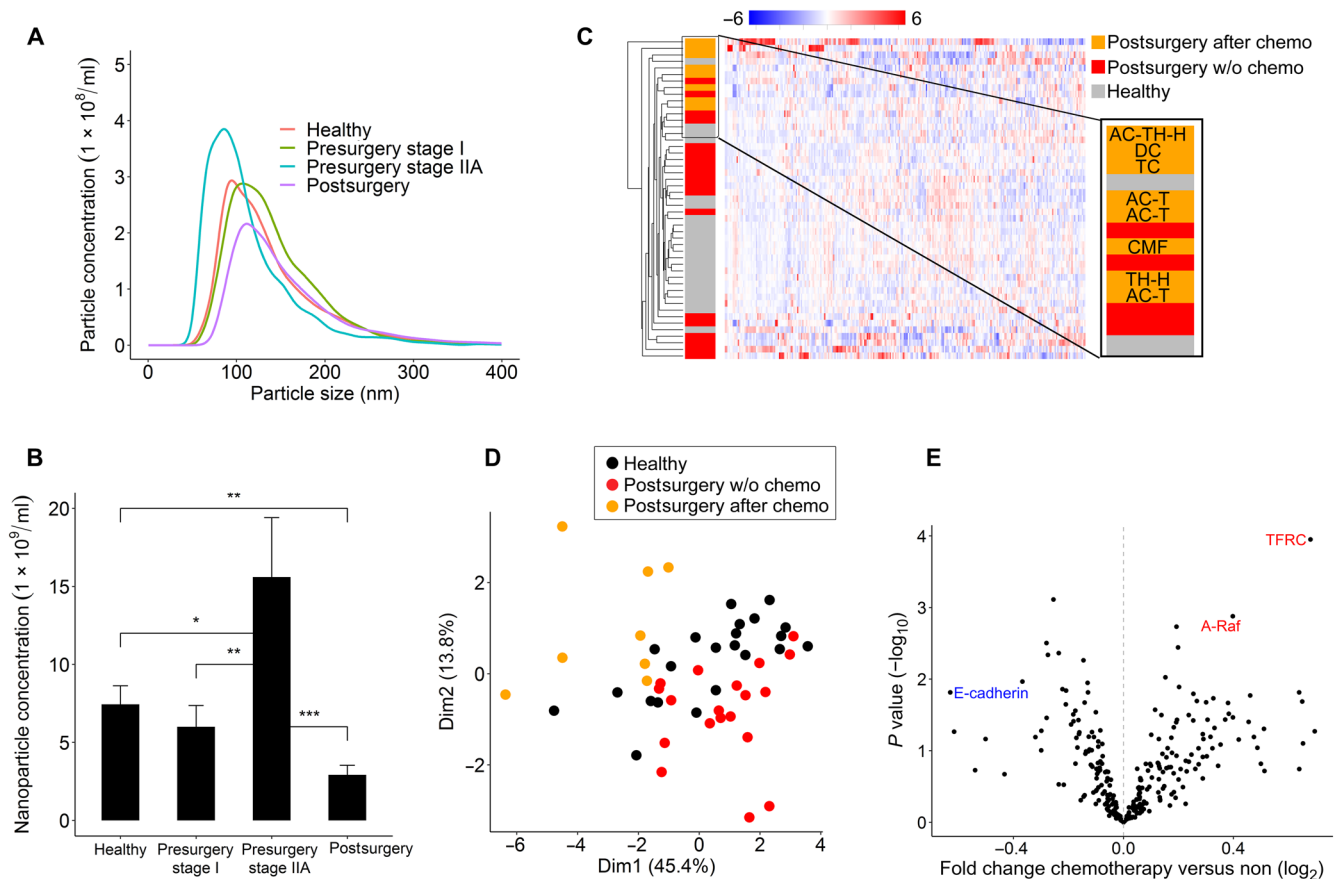 A
Particle concentration (1 × 10⁸/ml)
5
4
3
2
1
0
0 100 200 300 400
Particle size (nm)
Healthy
Presurgery stage I
Presurgery stage IIA
Postsurgery
B
Nanoparticle concentration (1 × 10⁹/ml)
20
15
10
5
0
**
*
**
***
Healthy
Presurgery
stage I
Presurgery
stage IIA
Postsurgery
C
−6 6
Postsurgery after chemo
Postsurgery w/o chemo
Healthy
AC-TH-H
DC
TC
AC-T
AC-T
CMF
TH-H
AC-T
D
Healthy
Postsurgery w/o chemo
Postsurgery after chemo
Dim2 (13.8%)
2
0
−2
−6 −4 −2 0 2 4
Dim1 (45.4%)
E
P value (−log₁₀)
4
3
2
1
0
TFRC
A-Raf
E-cadherin
−0.4 0.0 0.4
Fold change chemotherapy versus non (log₂)